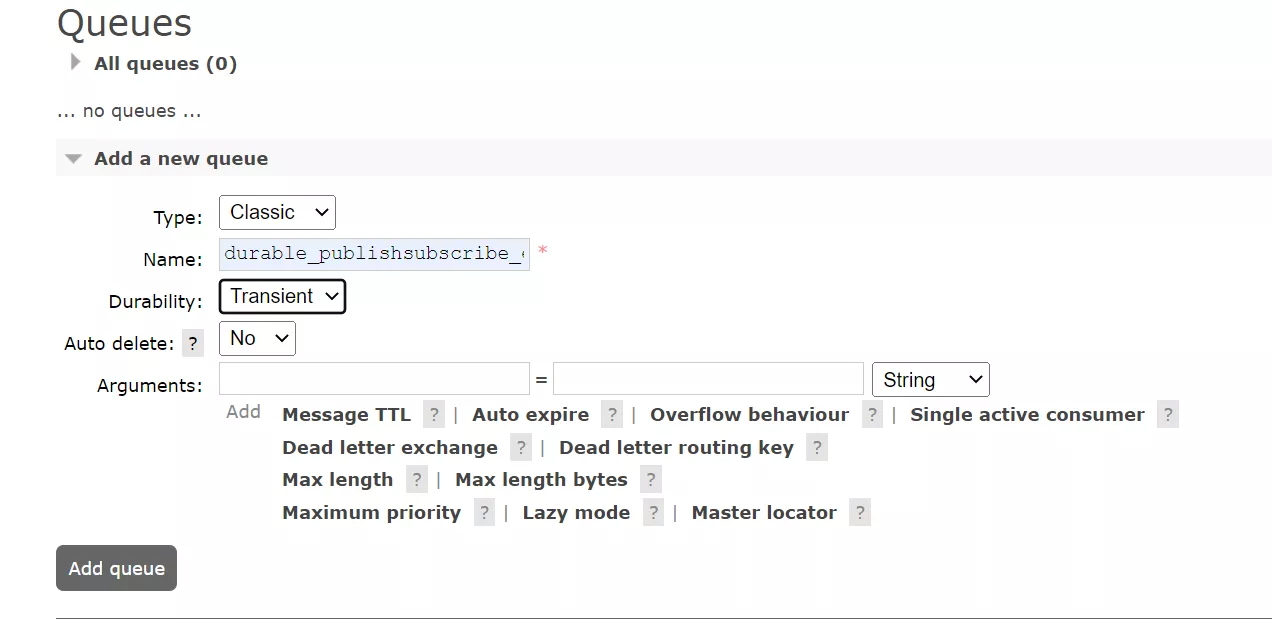 Queues
All queues (0)
... no queues ...
Add a new queue
Type: Classic
Name: durable_publishsubscribe_ *
Durability: Transient
Auto delete: ? No
Arguments: = String
Add Message TTL ? | Auto expire ? | Overflow behaviour ? | Single active consumer ?
Dead letter exchange ? | Dead letter routing key ?
Max length ? | Max length bytes ?
Maximum priority ? | Lazy mode ? | Master locator ?
Add queue